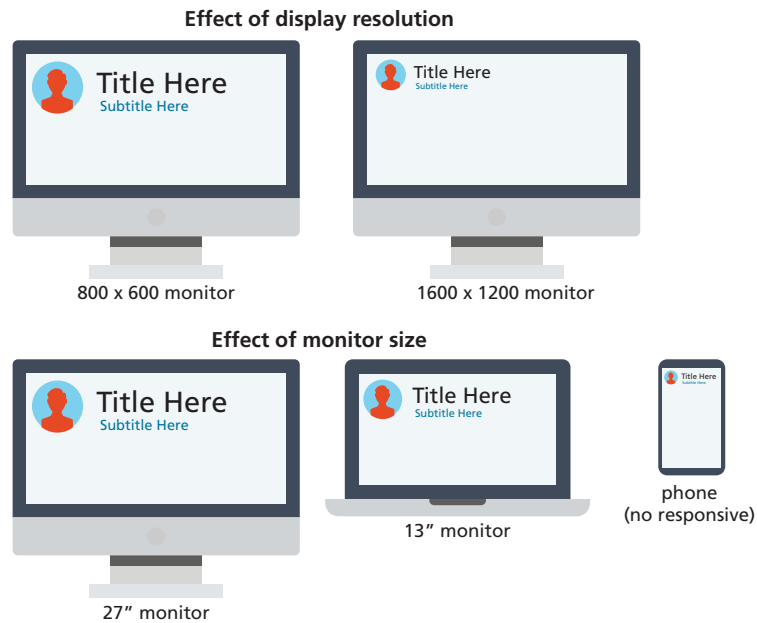 Effect of display resolution
Title Here
Subtitle Here
Title Here
Subtitle Here
800 x 600 monitor
1600 x 1200 monitor
Effect of monitor size
Title Here
Subtitle Here
Title Here
Subtitle Here
Title Here
Subtitle Here
27” monitor
13” monitor
phone
(no responsive)